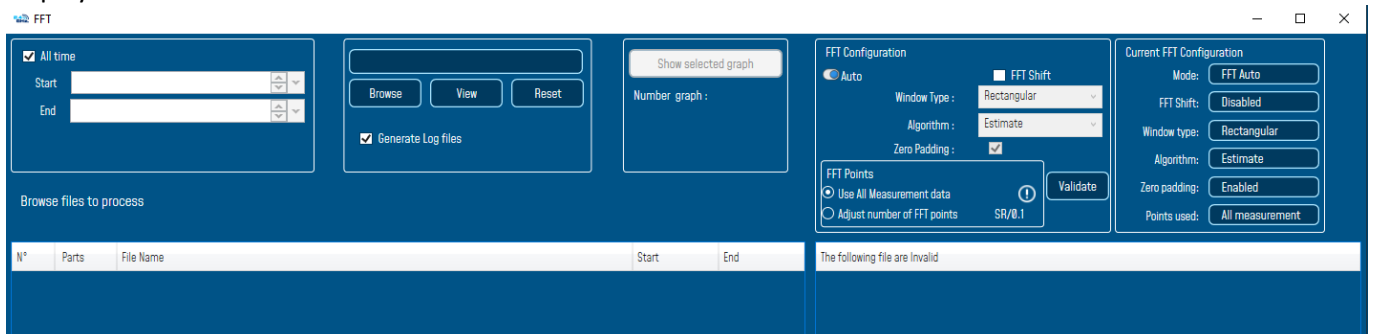 FFT
All time
Start
End
Browse View Reset
Generate Log files
Show selected graph
Number graph :
FFT Configuration
Auto FFT Shift
Window Type : Rectangular
Algorithm : Estimate
Zero Padding :
FFT Points
Use All Measurement data
Adjust number of FFT points SR/0.1
Validate
Current FFT Configuration
Mode: FFT Auto
FFT Shift: Disabled
Window type: Rectangular
Algorithm: Estimate
Zero padding: Enabled
Points used: All measurement
Browse files to process
N° Parts File Name Start End
The following file are Invalid